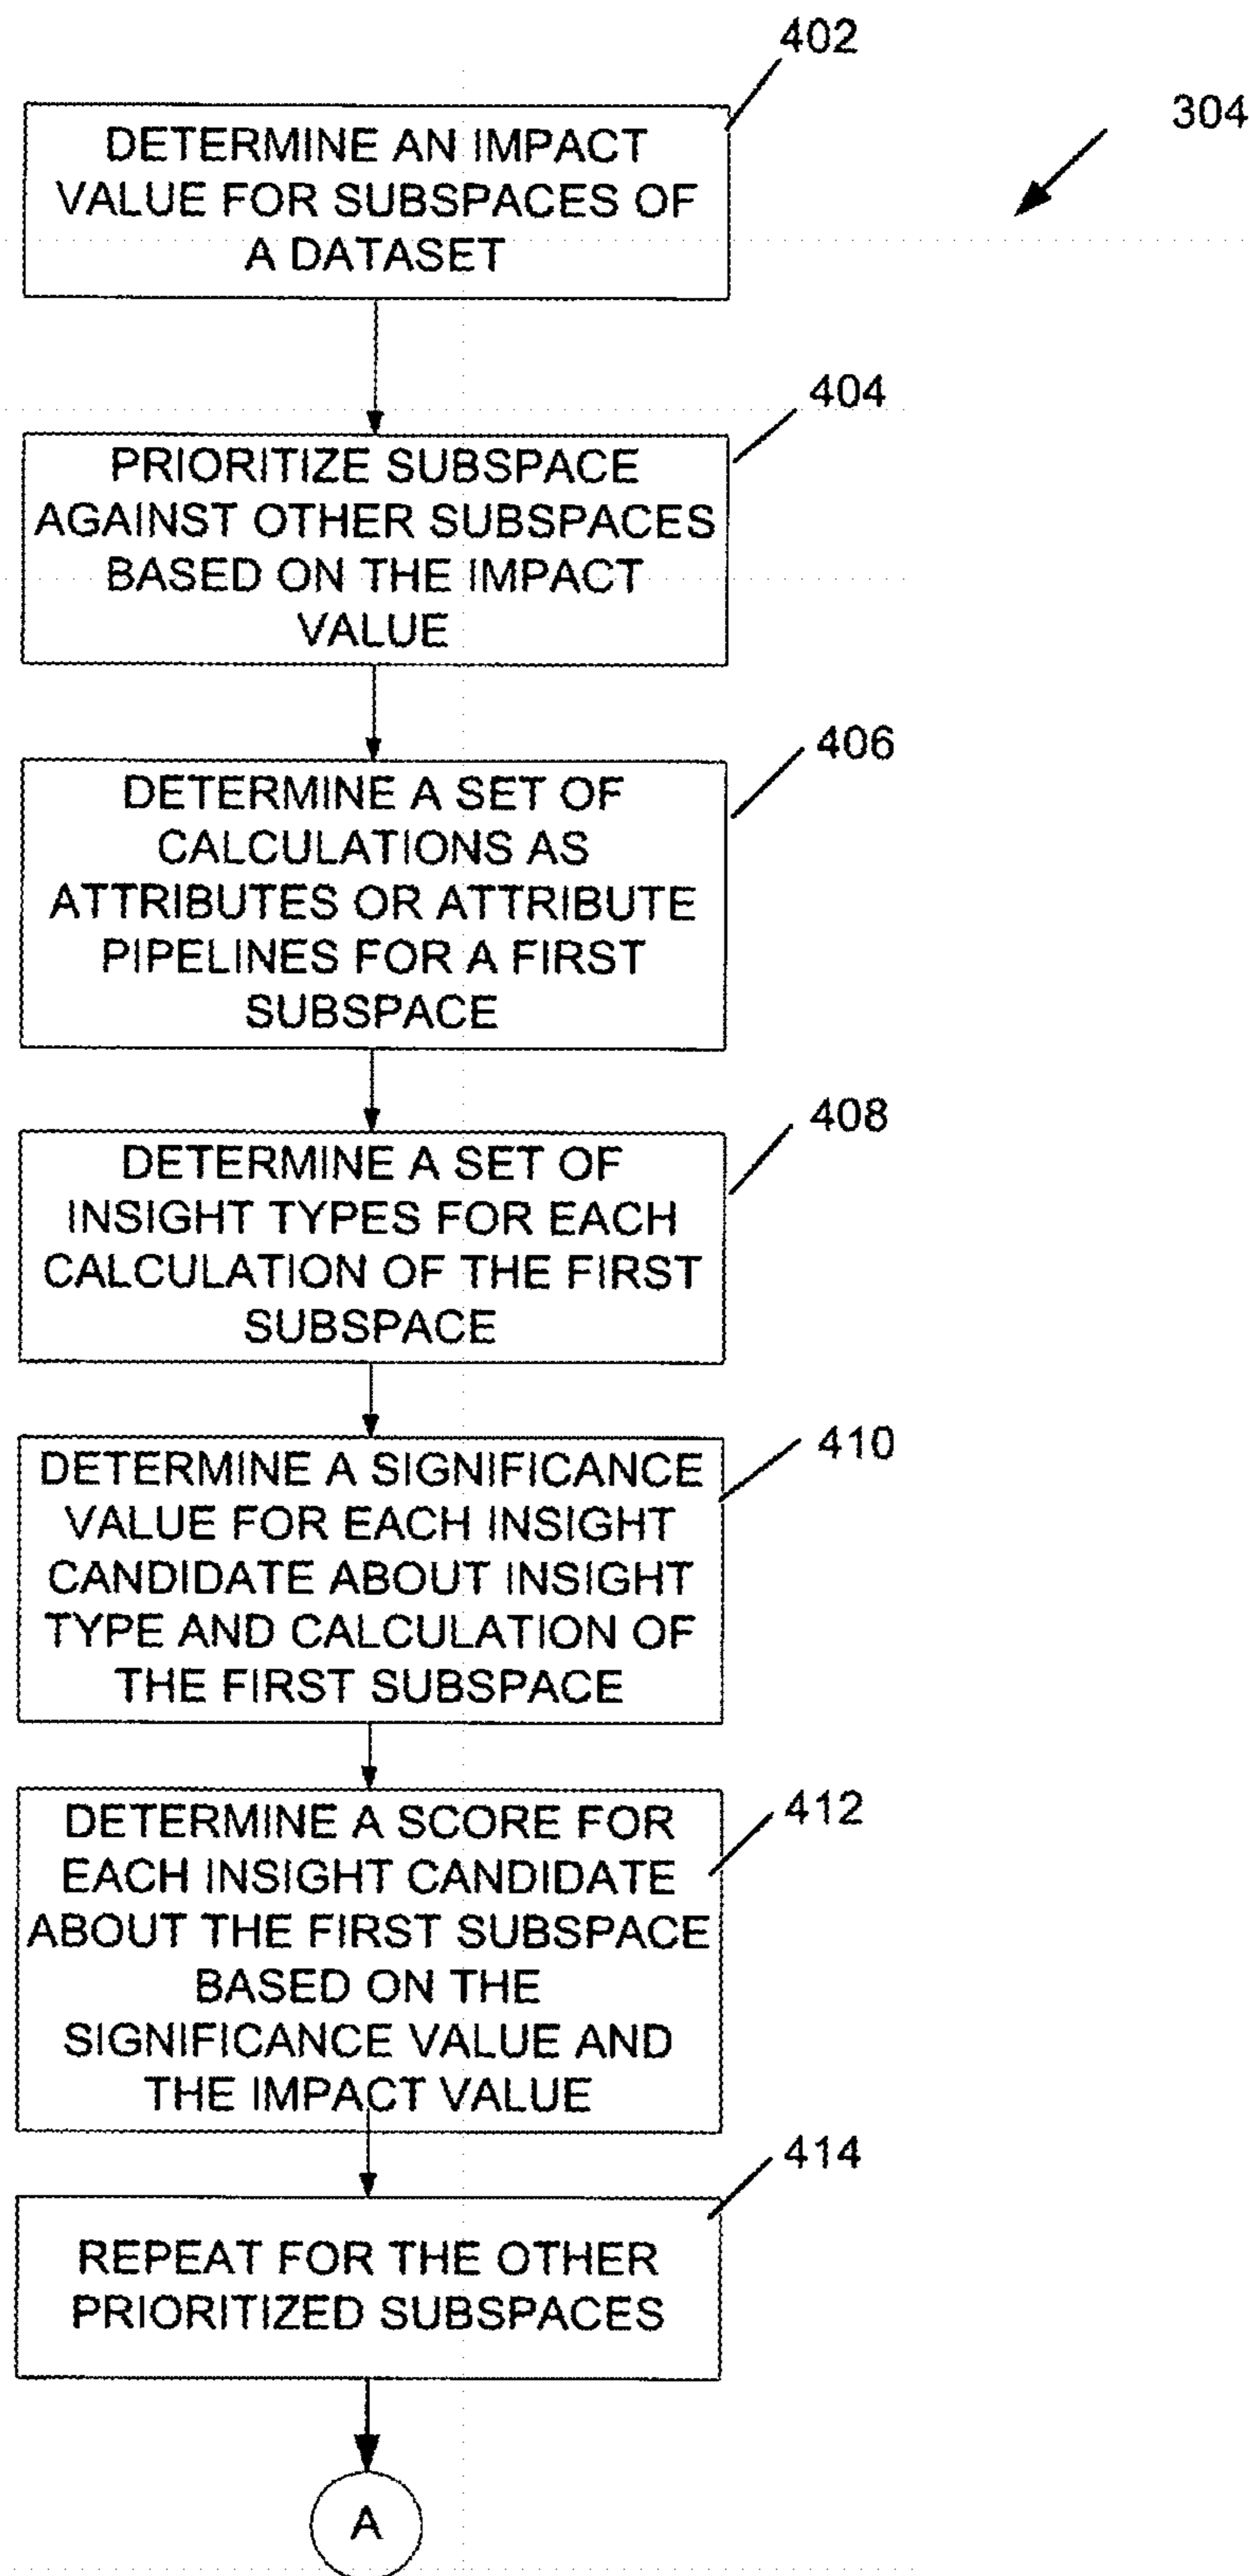 402
304
DETERMINE AN IMPACT
VALUE FOR SUBSPACES OF
A DATASET
404
PRIORITIZE SUBSPACE
AGAINST OTHER SUBSPACES
BASED ON THE IMPACT
VALUE
406
DETERMINE A SET OF
CALCULATIONS AS
ATTRIBUTES OR ATTRIBUTE
PIPELINES FOR A FIRST
SUBSPACE
408
DETERMINE A SET OF
INSIGHT TYPES FOR EACH
CALCULATION OF THE FIRST
SUBSPACE
410
DETERMINE A SIGNIFICANCE
VALUE FOR EACH INSIGHT
CANDIDATE ABOUT INSIGHT
TYPE AND CALCULATION OF
THE FIRST SUBSPACE
412
DETERMINE A SCORE FOR
EACH INSIGHT CANDIDATE
ABOUT THE FIRST SUBSPACE
BASED ON THE
SIGNIFICANCE VALUE AND
THE IMPACT VALUE
414
REPEAT FOR THE OTHER
PRIORITIZED SUBSPACES
A